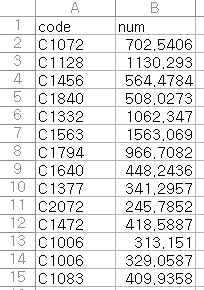 A B
1 code num
2 C1072 702,5406
3 C1128 1130,293
4 C1456 564,4784
5 C1840 508,0273
6 C1332 1062,347
7 C1563 1563,069
8 C1794 966,7082
9 C1640 448,2436
10 C1377 341,2957
11 C2072 245,7852
12 C1472 418,5887
13 C1006 313,151
14 C1006 329,0587
15 C1083 409,9358